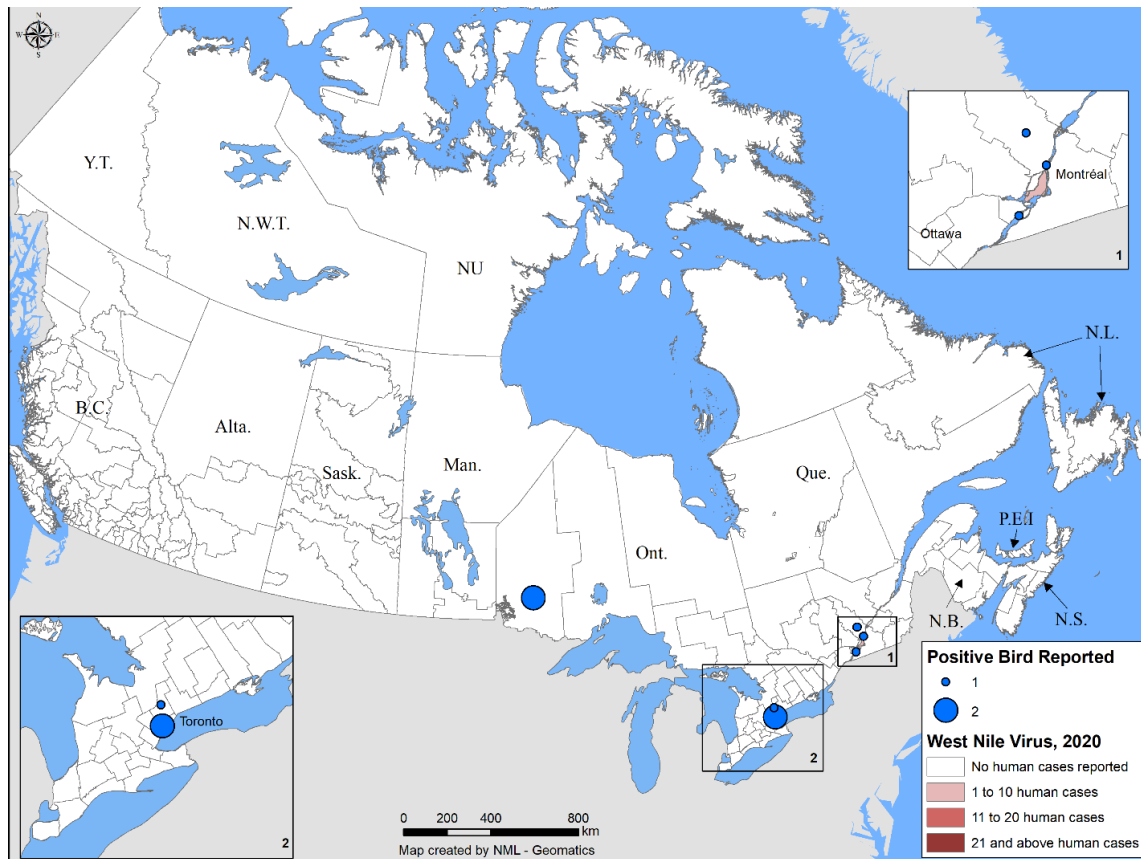 N
W E
S
Y.T.
N.W.T.
NU
B.C.
Alta.
Sask.
Man.
Ont.
Que.
N.L.
P.E.I
N.B.
N.S.
Montréal
Ottawa
1
1
2
Toronto
2
0 200 400 800
km
Map created by NML - Geomatics
Positive Bird Reported
1
2
West Nile Virus, 2020
No human cases reported
1 to 10 human cases
11 to 20 human cases
21 and above human cases